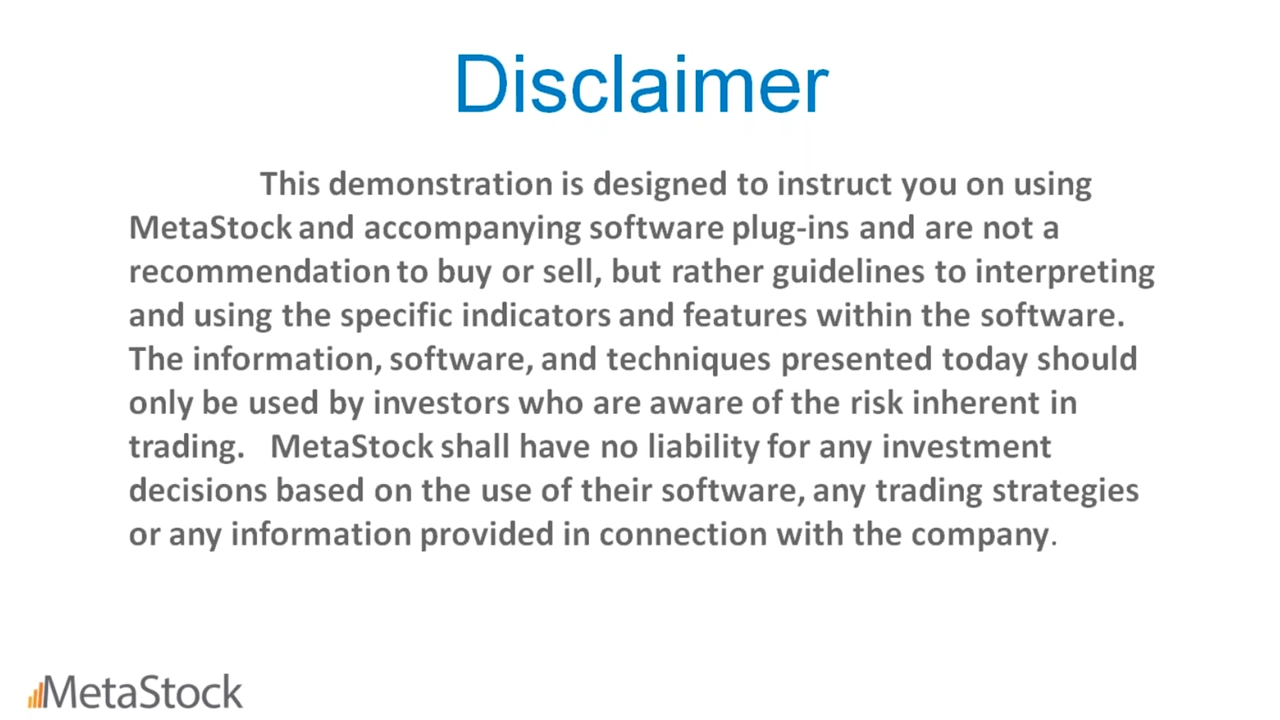 Disclaimer
This demonstration is designed to instruct you on using
MetaStock and accompanying software plug-ins and are not a
recommendation to buy or sell, but rather guidelines to interpreting
and using the specific indicators and features within the software.
The information, software, and techniques presented today should
only be used by investors who are aware of the risk inherent in
trading. MetaStock shall have no liability for any investment
decisions based on the use of their software, any trading strategies
or any information provided in connection with the company.
MetaStock